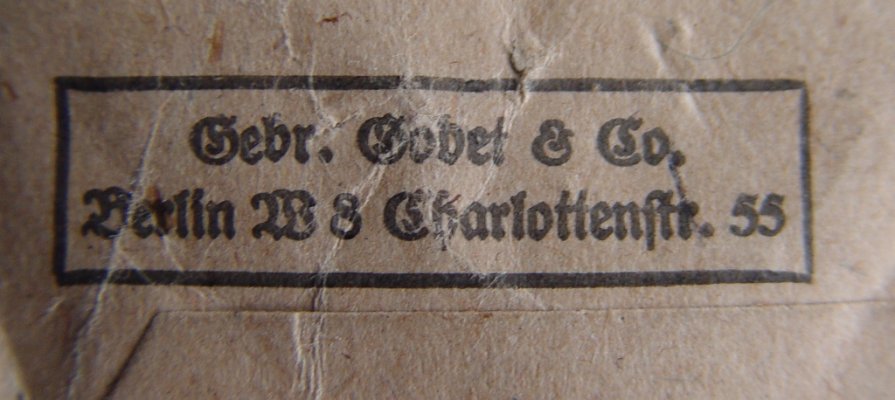 Gebr. Godet & Co.
Berlin W 8 Charlottenstr. 55